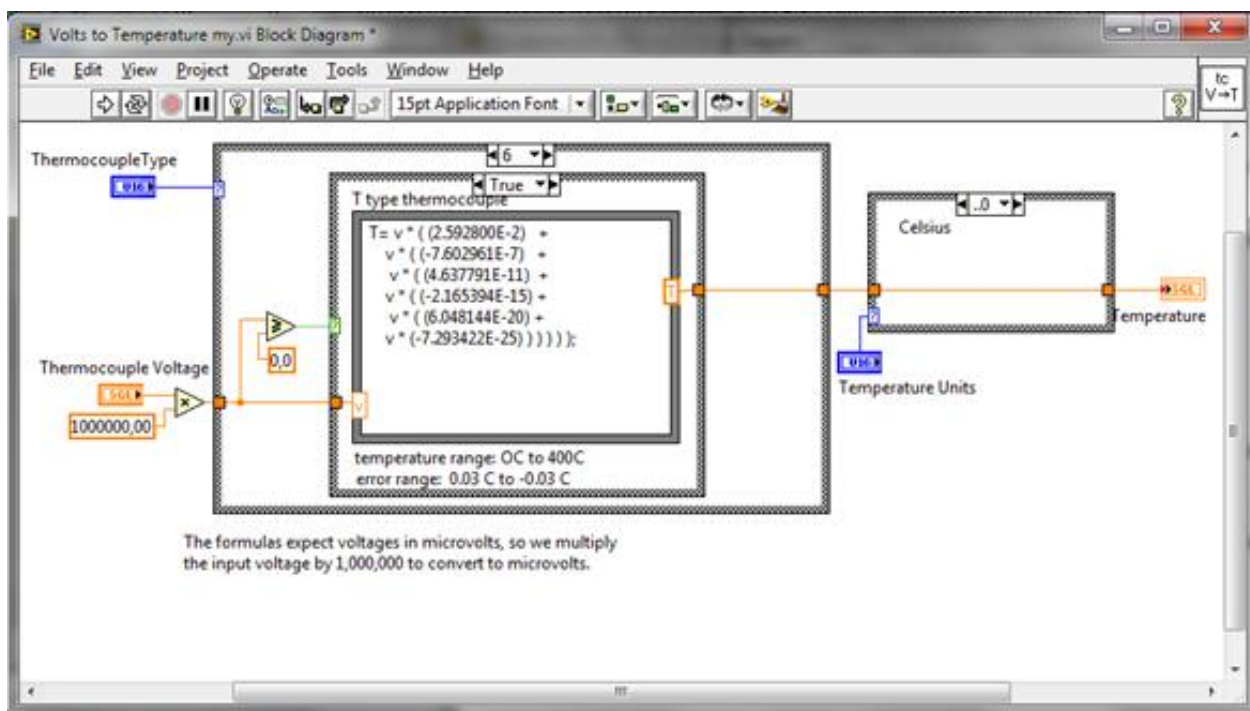 Volts to Temperature my.vi Block Diagram *
File Edit View Project Operate Tools Window Help
15pt Application Font
tc
V→T
ThermocoupleType
U16
6
True
T type thermocouple
T= v * ( (2.592800E-2) +
v * ( (-7.602961E-7) +
v * ( (4.637791E-11) +
v * ( (-2.165394E-15) +
v * ( (6.048144E-20) +
v * (-7.293422E-25) ) ) ) ) );
T
0,0
v
Thermocouple Voltage
SGL
1000000,00
temperature range: OC to 400C
error range: 0.03 C to -0.03 C
..0
Celsius
SGL
Temperature
U16
Temperature Units
The formulas expect voltages in microvolts, so we multiply
the input voltage by 1,000,000 to convert to microvolts.